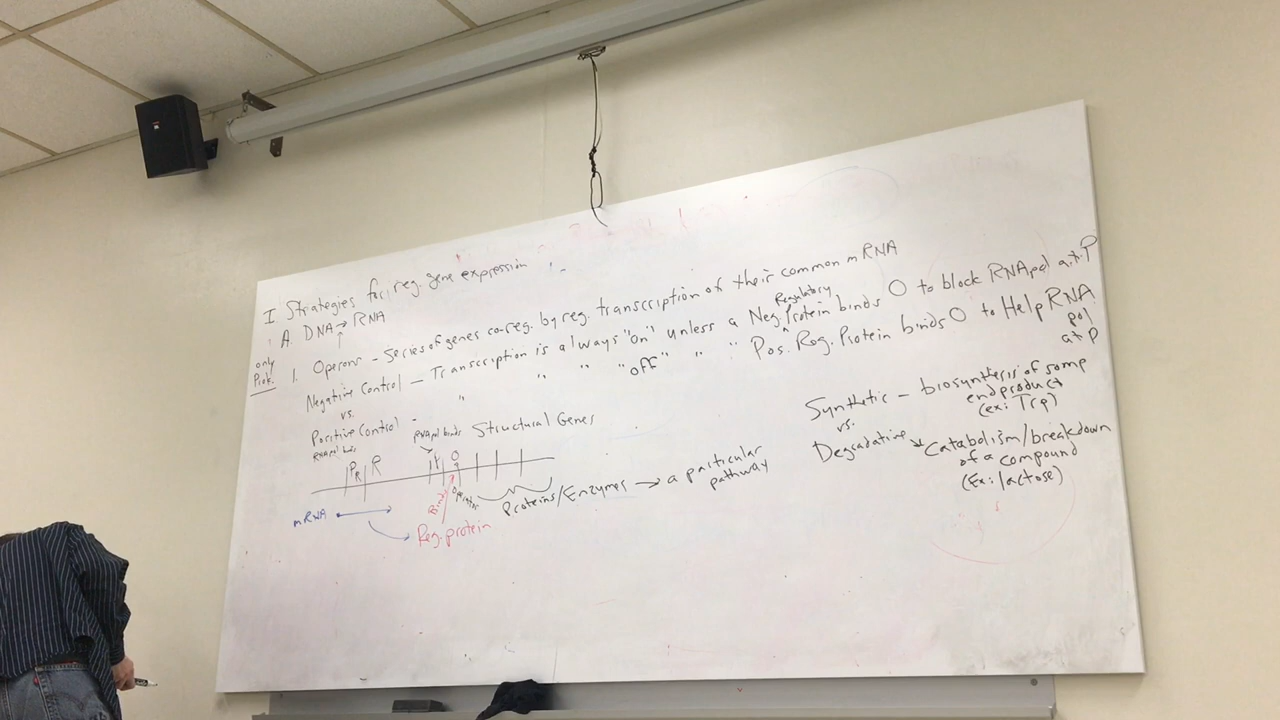 I Strategies for reg. gene expression
A. DNA → RNA
only Prok.
1. Operons - Series of genes co-reg. by reg. transcription of their common mRNA
Negative Control - Transcription is always "on" unless a Neg. Regulatory Protein binds O to block RNA pol at P
vs.
Positive Control - " " " "off" " " Pos. Reg. Protein binds O to Help RNA pol at P
RNA pol binds
Structural Genes
PR R
P O
Operator
Proteins/Enzymes → a particular pathway
mRNA
Reg. protein
Binds
Synthetic - biosynthesis of some endproduct
(ex: Trp)
vs.
Degradative → Catabolism/breakdown of a compound
(Ex: lactose)